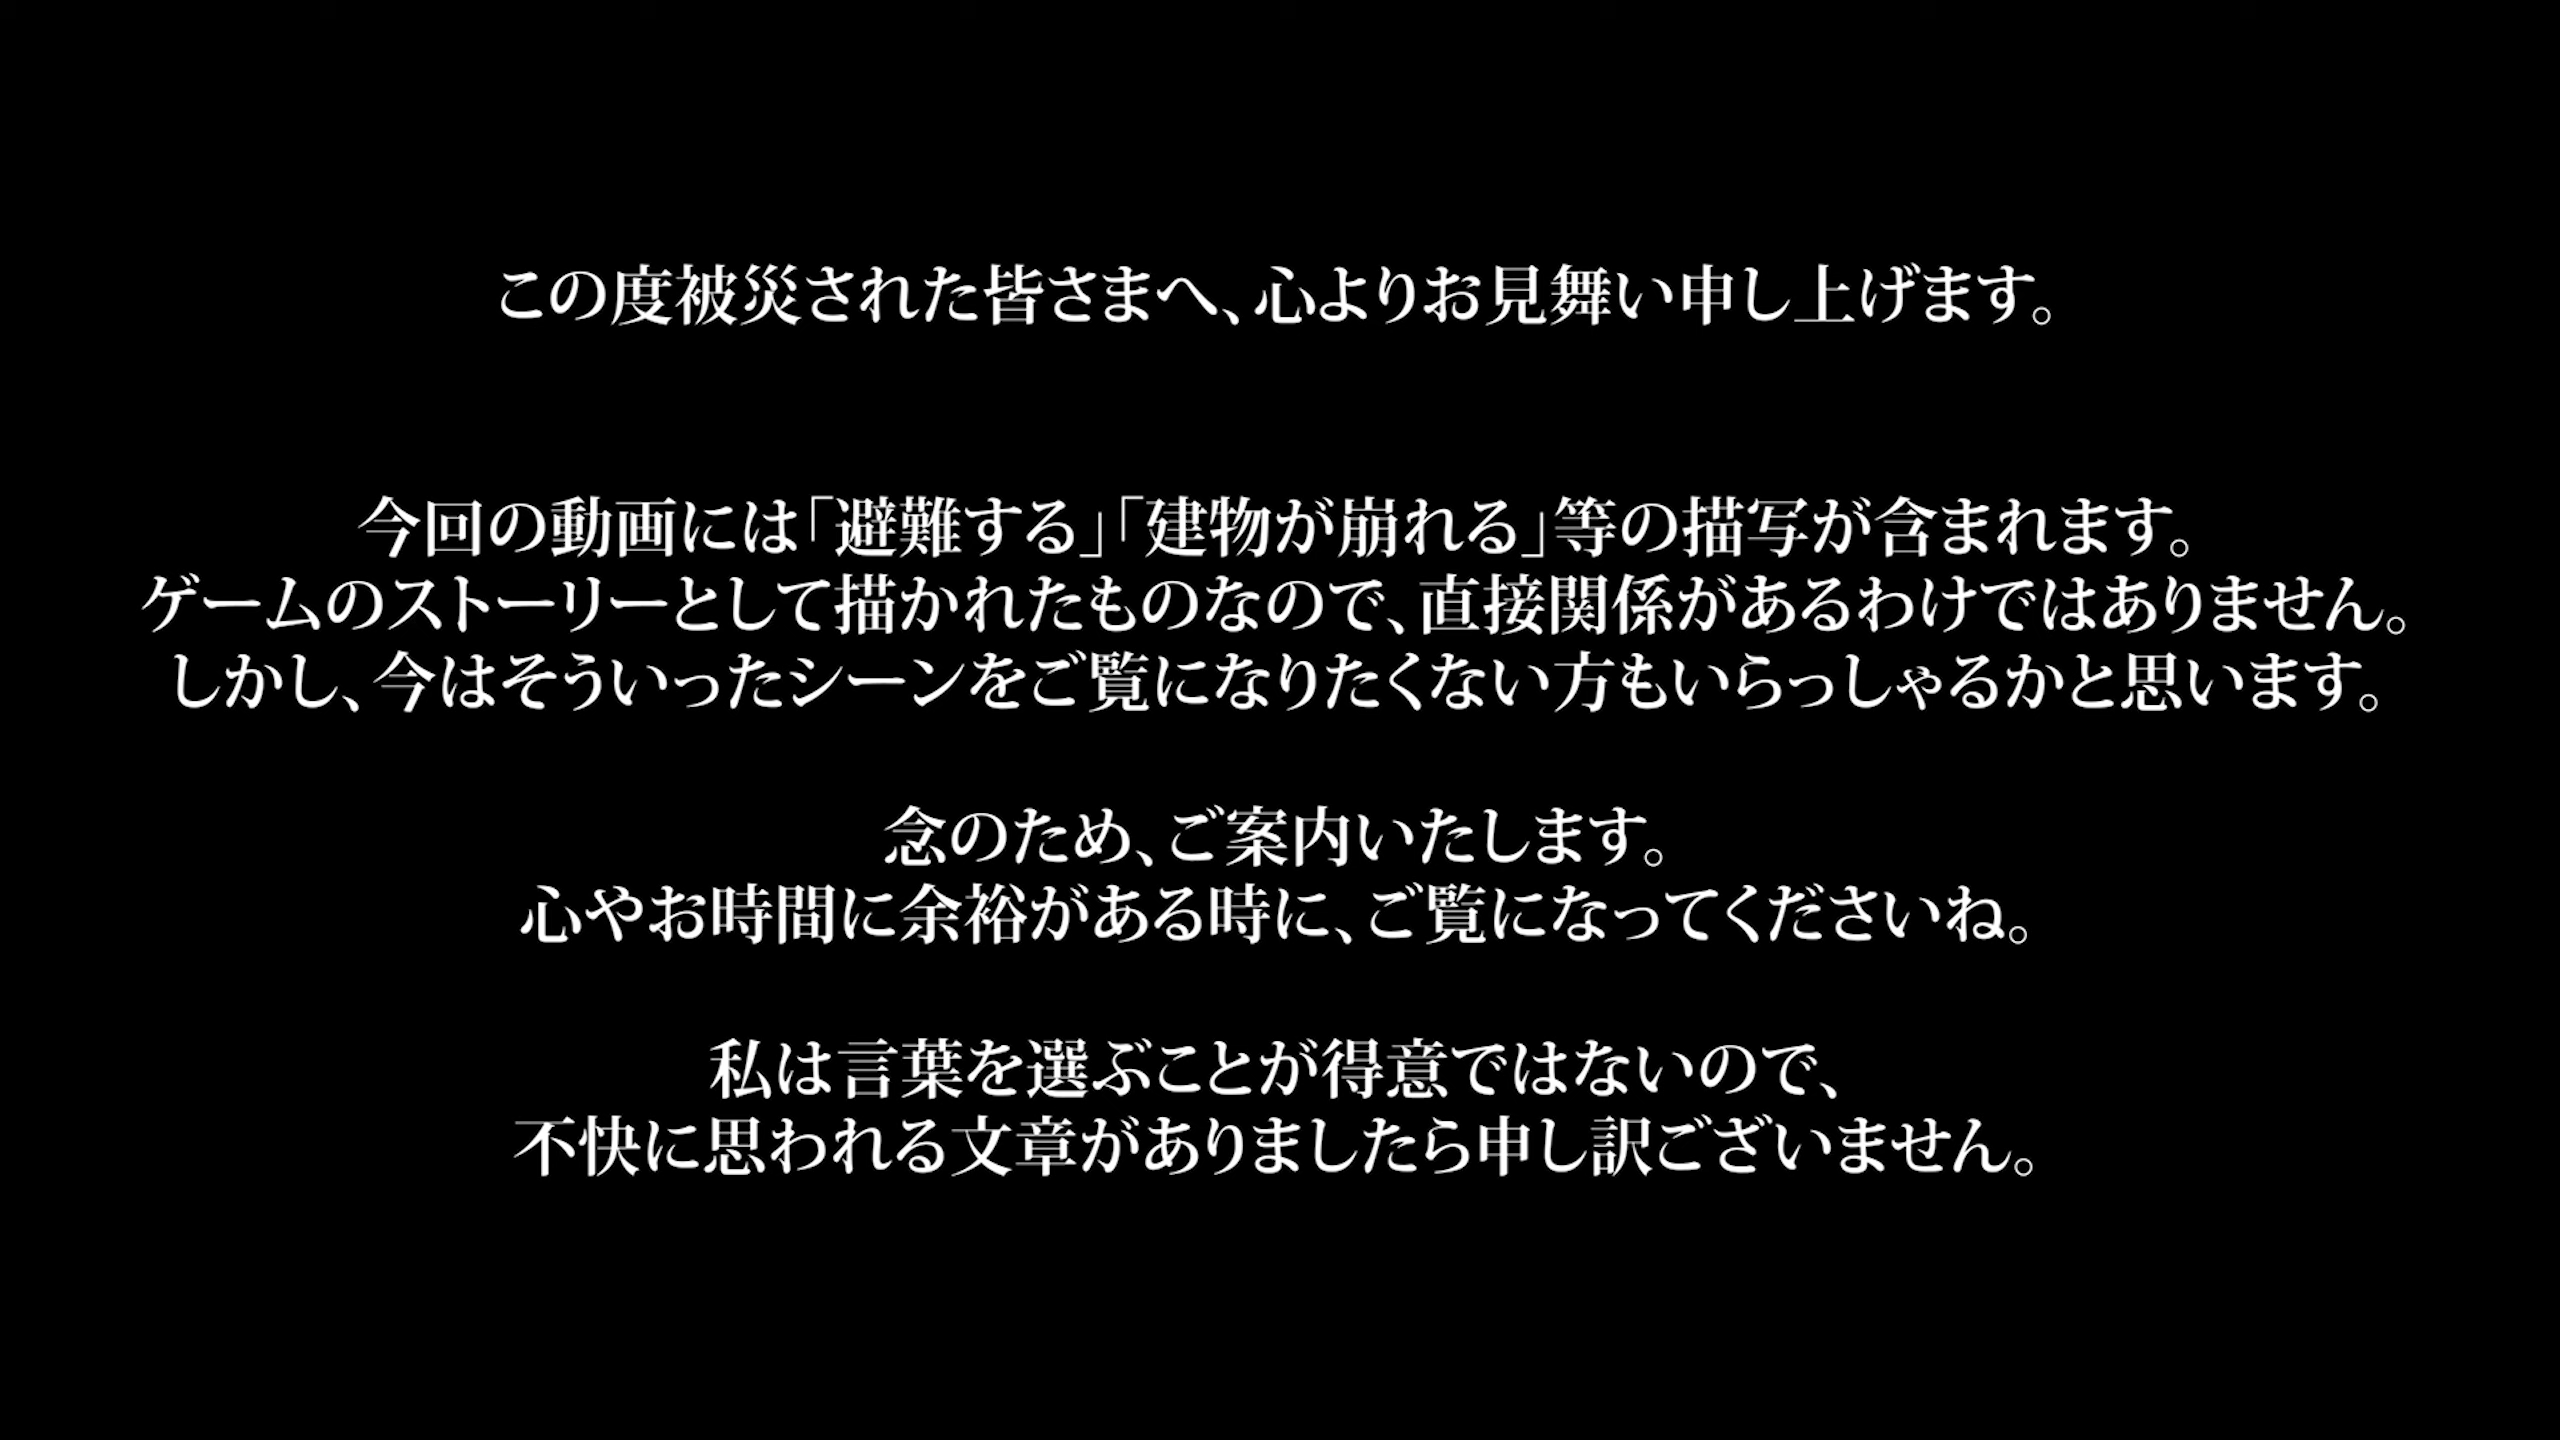 この度被災された皆さまへ、心よりお見舞い申し上げます。
今回の動画には「避難する」「建物が崩れる」等の描写が含まれます。
ゲームのストーリーとして描かれたものなので、直接関係があるわけではありません。
しかし、今はそういったシーンをご覧になりたくない方もいらっしゃるかと思います。
念のため、ご案内いたします。
心やお時間に余裕がある時に、ご覧になってくださいね。
私は言葉を選ぶことが得意ではないので、
不快に思われる文章がありましたら申し訳ございません。